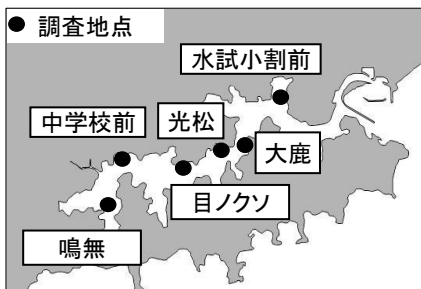 ● 調査地点
水試小割前
中学校前
光松
大鹿
目ノクソ
鳴無